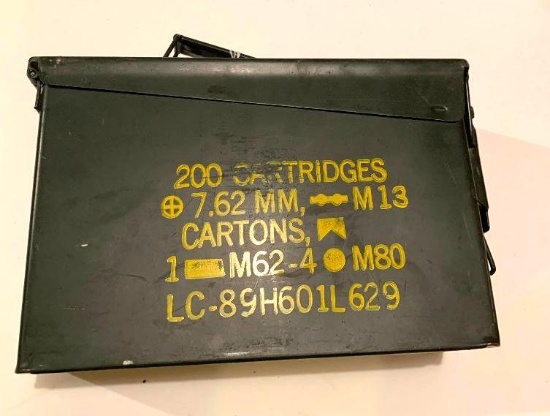 200 CARTRIDGES
7.62 MM, M13
CARTONS,
1 M62-4 M80
LC-89H601L629